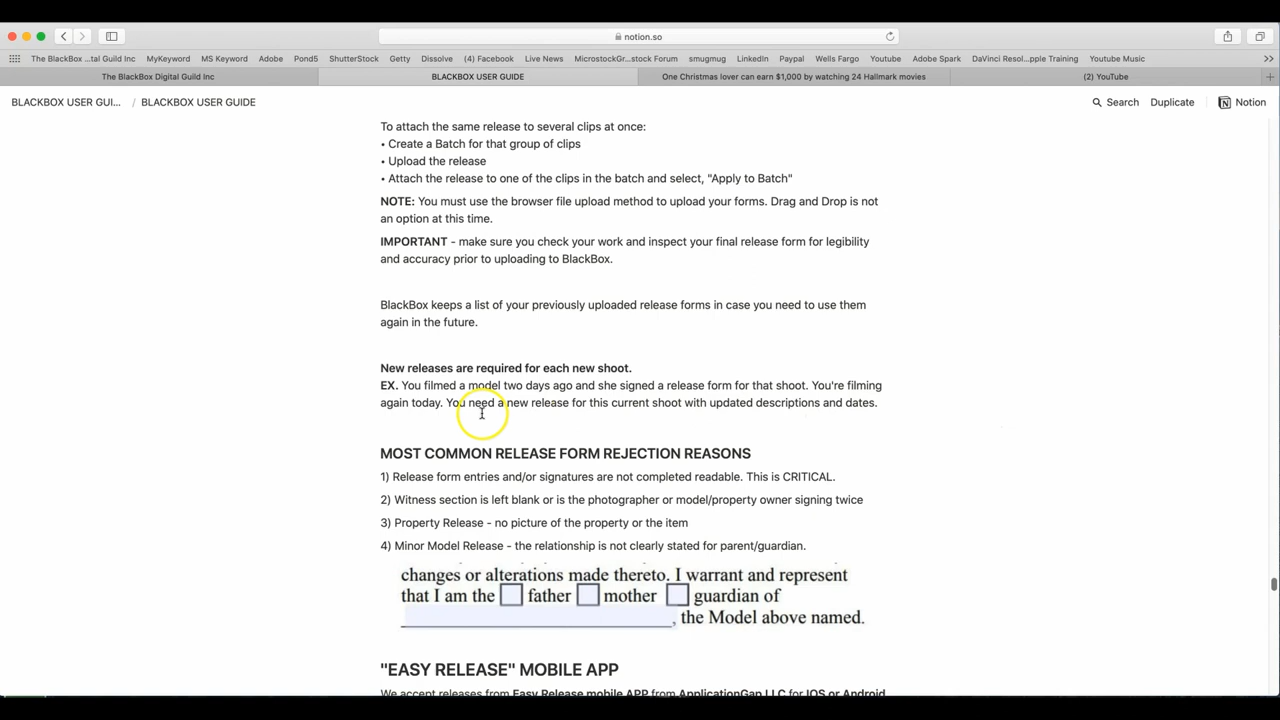 notion.so
The BlackBox ...tal Guild Inc MyKeyword MS Keyword Adobe Pond5 ShutterStock Getty Dissolve (4) Facebook Live News MicrostockGr...stock Forum smugmug LinkedIn Paypal Wells Fargo Youtube Adobe Spark DaVinci Resol...pple Training Youtube Music
The BlackBox Digital Guild Inc BLACKBOX USER GUIDE One Christmas lover can earn $1,000 by watching 24 Hallmark movies (2) YouTube
BLACKBOX USER GUI... / BLACKBOX USER GUIDE Search Duplicate Notion
To attach the same release to several clips at once:
• Create a Batch for that group of clips
• Upload the release
• Attach the release to one of the clips in the batch and select, "Apply to Batch"
NOTE: You must use the browser file upload method to upload your forms. Drag and Drop is not
an option at this time.
IMPORTANT - make sure you check your work and inspect your final release form for legibility
and accuracy prior to uploading to BlackBox.
BlackBox keeps a list of your previously uploaded release forms in case you need to use them
again in the future.
New releases are required for each new shoot.
EX. You filmed a model two days ago and she signed a release form for that shoot. You're filming
again today. You need a new release for this current shoot with updated descriptions and dates.
MOST COMMON RELEASE FORM REJECTION REASONS
1) Release form entries and/or signatures are not completed readable. This is CRITICAL.
2) Witness section is left blank or is the photographer or model/property owner signing twice
3) Property Release - no picture of the property or the item
4) Minor Model Release - the relationship is not clearly stated for parent/guardian.
changes or alterations made thereto. I warrant and represent
that I am the father mother guardian of
, the Model above named.
"EASY RELEASE" MOBILE APP
We accept releases from Easy Release mobile APP from ApplicationGap LLC for IOS or Android